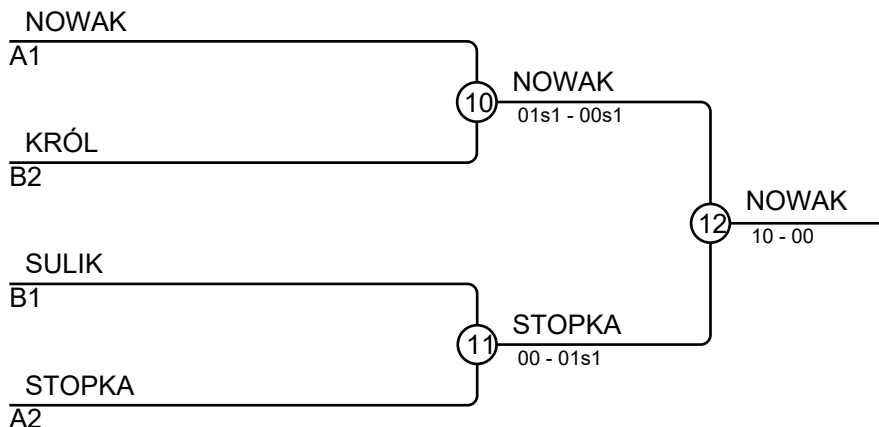 NOWAK
A1
10
NOWAK
01s1 - 00s1
KRÓL
B2
12
NOWAK
10 - 00
SULIK
B1
11
STOPKA
00 - 01s1
STOPKA
A2